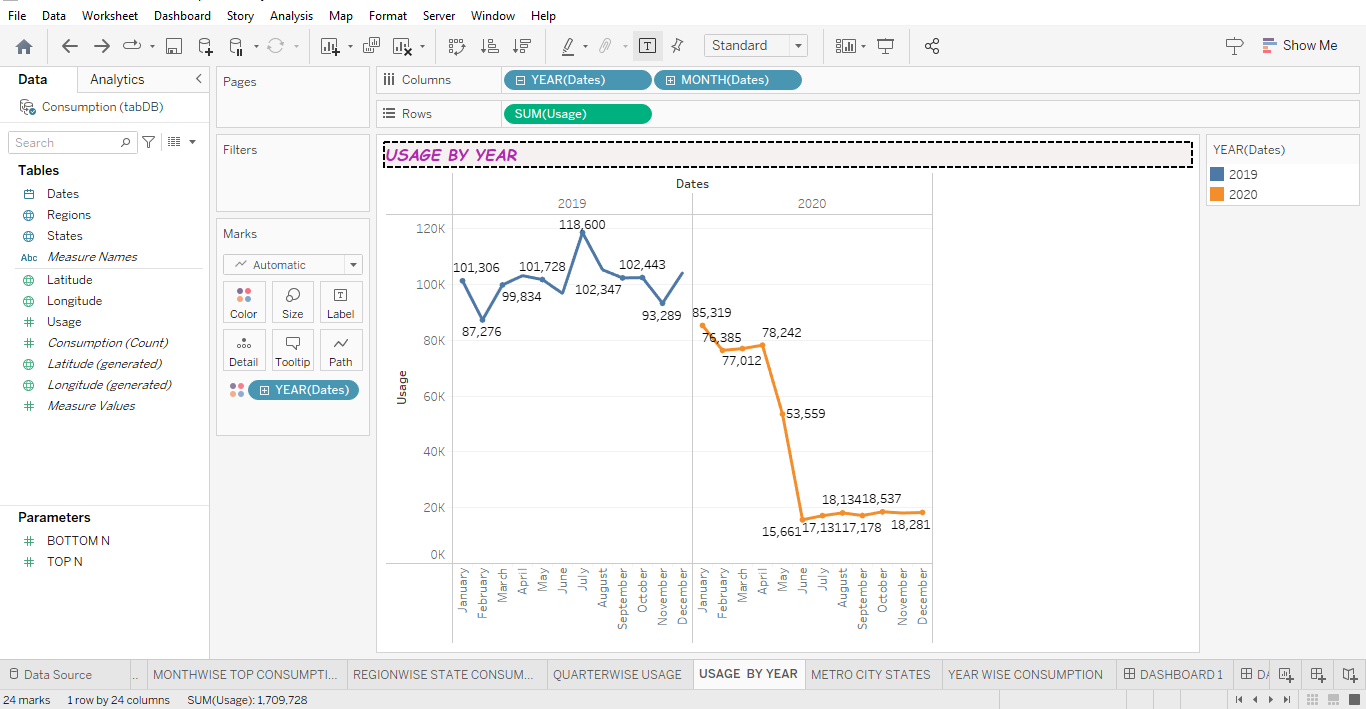 File Data Worksheet Dashboard Story Analysis Map Format Server Window Help
Standard
Show Me
Data Analytics
Consumption (tabDB)
Search
Tables
Dates
Regions
States
Abc Measure Names
Latitude
Longitude
Usage
Consumption (Count)
Latitude (generated)
Longitude (generated)
Measure Values
Parameters
BOTTOM N
TOP N
Pages
Filters
Marks
Automatic
Color Size Label
Detail Tooltip Path
YEAR(Dates)
Columns YEAR(Dates) MONTH(Dates)
Rows SUM(Usage)
USAGE BY YEAR
Dates
2019 2020
Usage
120K
100K
80K
60K
40K
20K
0K
118,600
101,306 101,728 102,443
99,834 102,347
87,276 93,289
85,319
76,385 78,242
77,012
53,559
18,134 18,537
15,661 17,131 17,178 18,281
January February March April May June July August September October November December January February March April May June July August September October November December
YEAR(Dates)
2019
2020
Data Source .. MONTHWISE TOP CONSUMPTI... REGIONWISE STATE CONSUM... QUARTERWISE USAGE USAGE BY YEAR METRO CITY STATES YEAR WISE CONSUMPTION DASHBOARD 1 DA
24 marks 1 row by 24 columns SUM(Usage): 1,709,728